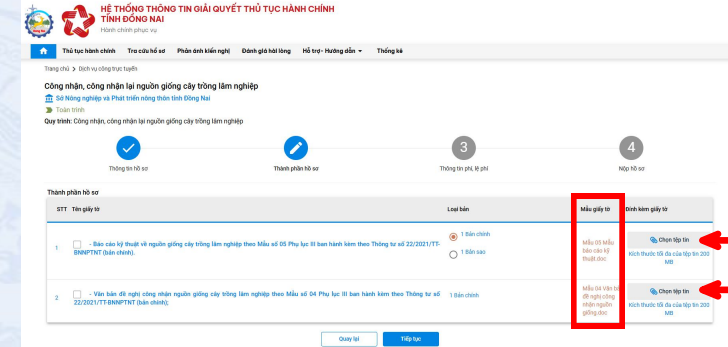 HỆ THỐNG THÔNG TIN GIẢI QUYẾT THỦ TỤC HÀNH CHÍNH
TỈNH ĐỒNG NAI
Hành chính phục vụ
Thủ tục hành chính Tra cứu hồ sơ Phản ánh kiến nghị Đánh giá hài lòng Hỗ trợ - Hướng dẫn Thống kê
Trang chủ > Dịch vụ công trực tuyến
Công nhận, công nhận lại nguồn giống cây trồng lâm nghiệp
Sở Nông nghiệp và Phát triển nông thôn tỉnh Đồng Nai
Toàn trình
Quy trình: Công nhận, công nhận lại nguồn giống cây trồng lâm nghiệp
3 4
Thông tin hồ sơ Thành phần hồ sơ Thông tin phí, lệ phí Nộp hồ sơ
Thành phần hồ sơ
STT Tên giấy tờ Loại bản Mẫu giấy tờ Đính kèm giấy tờ
1 - Báo cáo kỹ thuật về nguồn giống cây trồng lâm nghiệp theo Mẫu số 05 Phụ lục III ban hành kèm theo Thông tư số 22/2021/TT-
BNNPTNT (bản chính).
1 Bản chính
1 Bản sao
Mẫu 05 Mẫu
báo cáo kỹ
thuật.doc
Chọn tệp tin
Kích thước tối đa của tệp tin 200
MB
2 - Văn bản đề nghị công nhận nguồn giống cây trồng lâm nghiệp theo Mẫu số 04 Phụ lục III ban hành kèm theo Thông tư số
22/2021/TT-BNNPTNT (bản chính);
1 Bản chính
Mẫu 04 Văn bả
đề nghị công
nhận nguồn
giống.doc
Chọn tệp tin
Kích thước tối đa của tệp tin 200
MB
Quay lại Tiếp tục